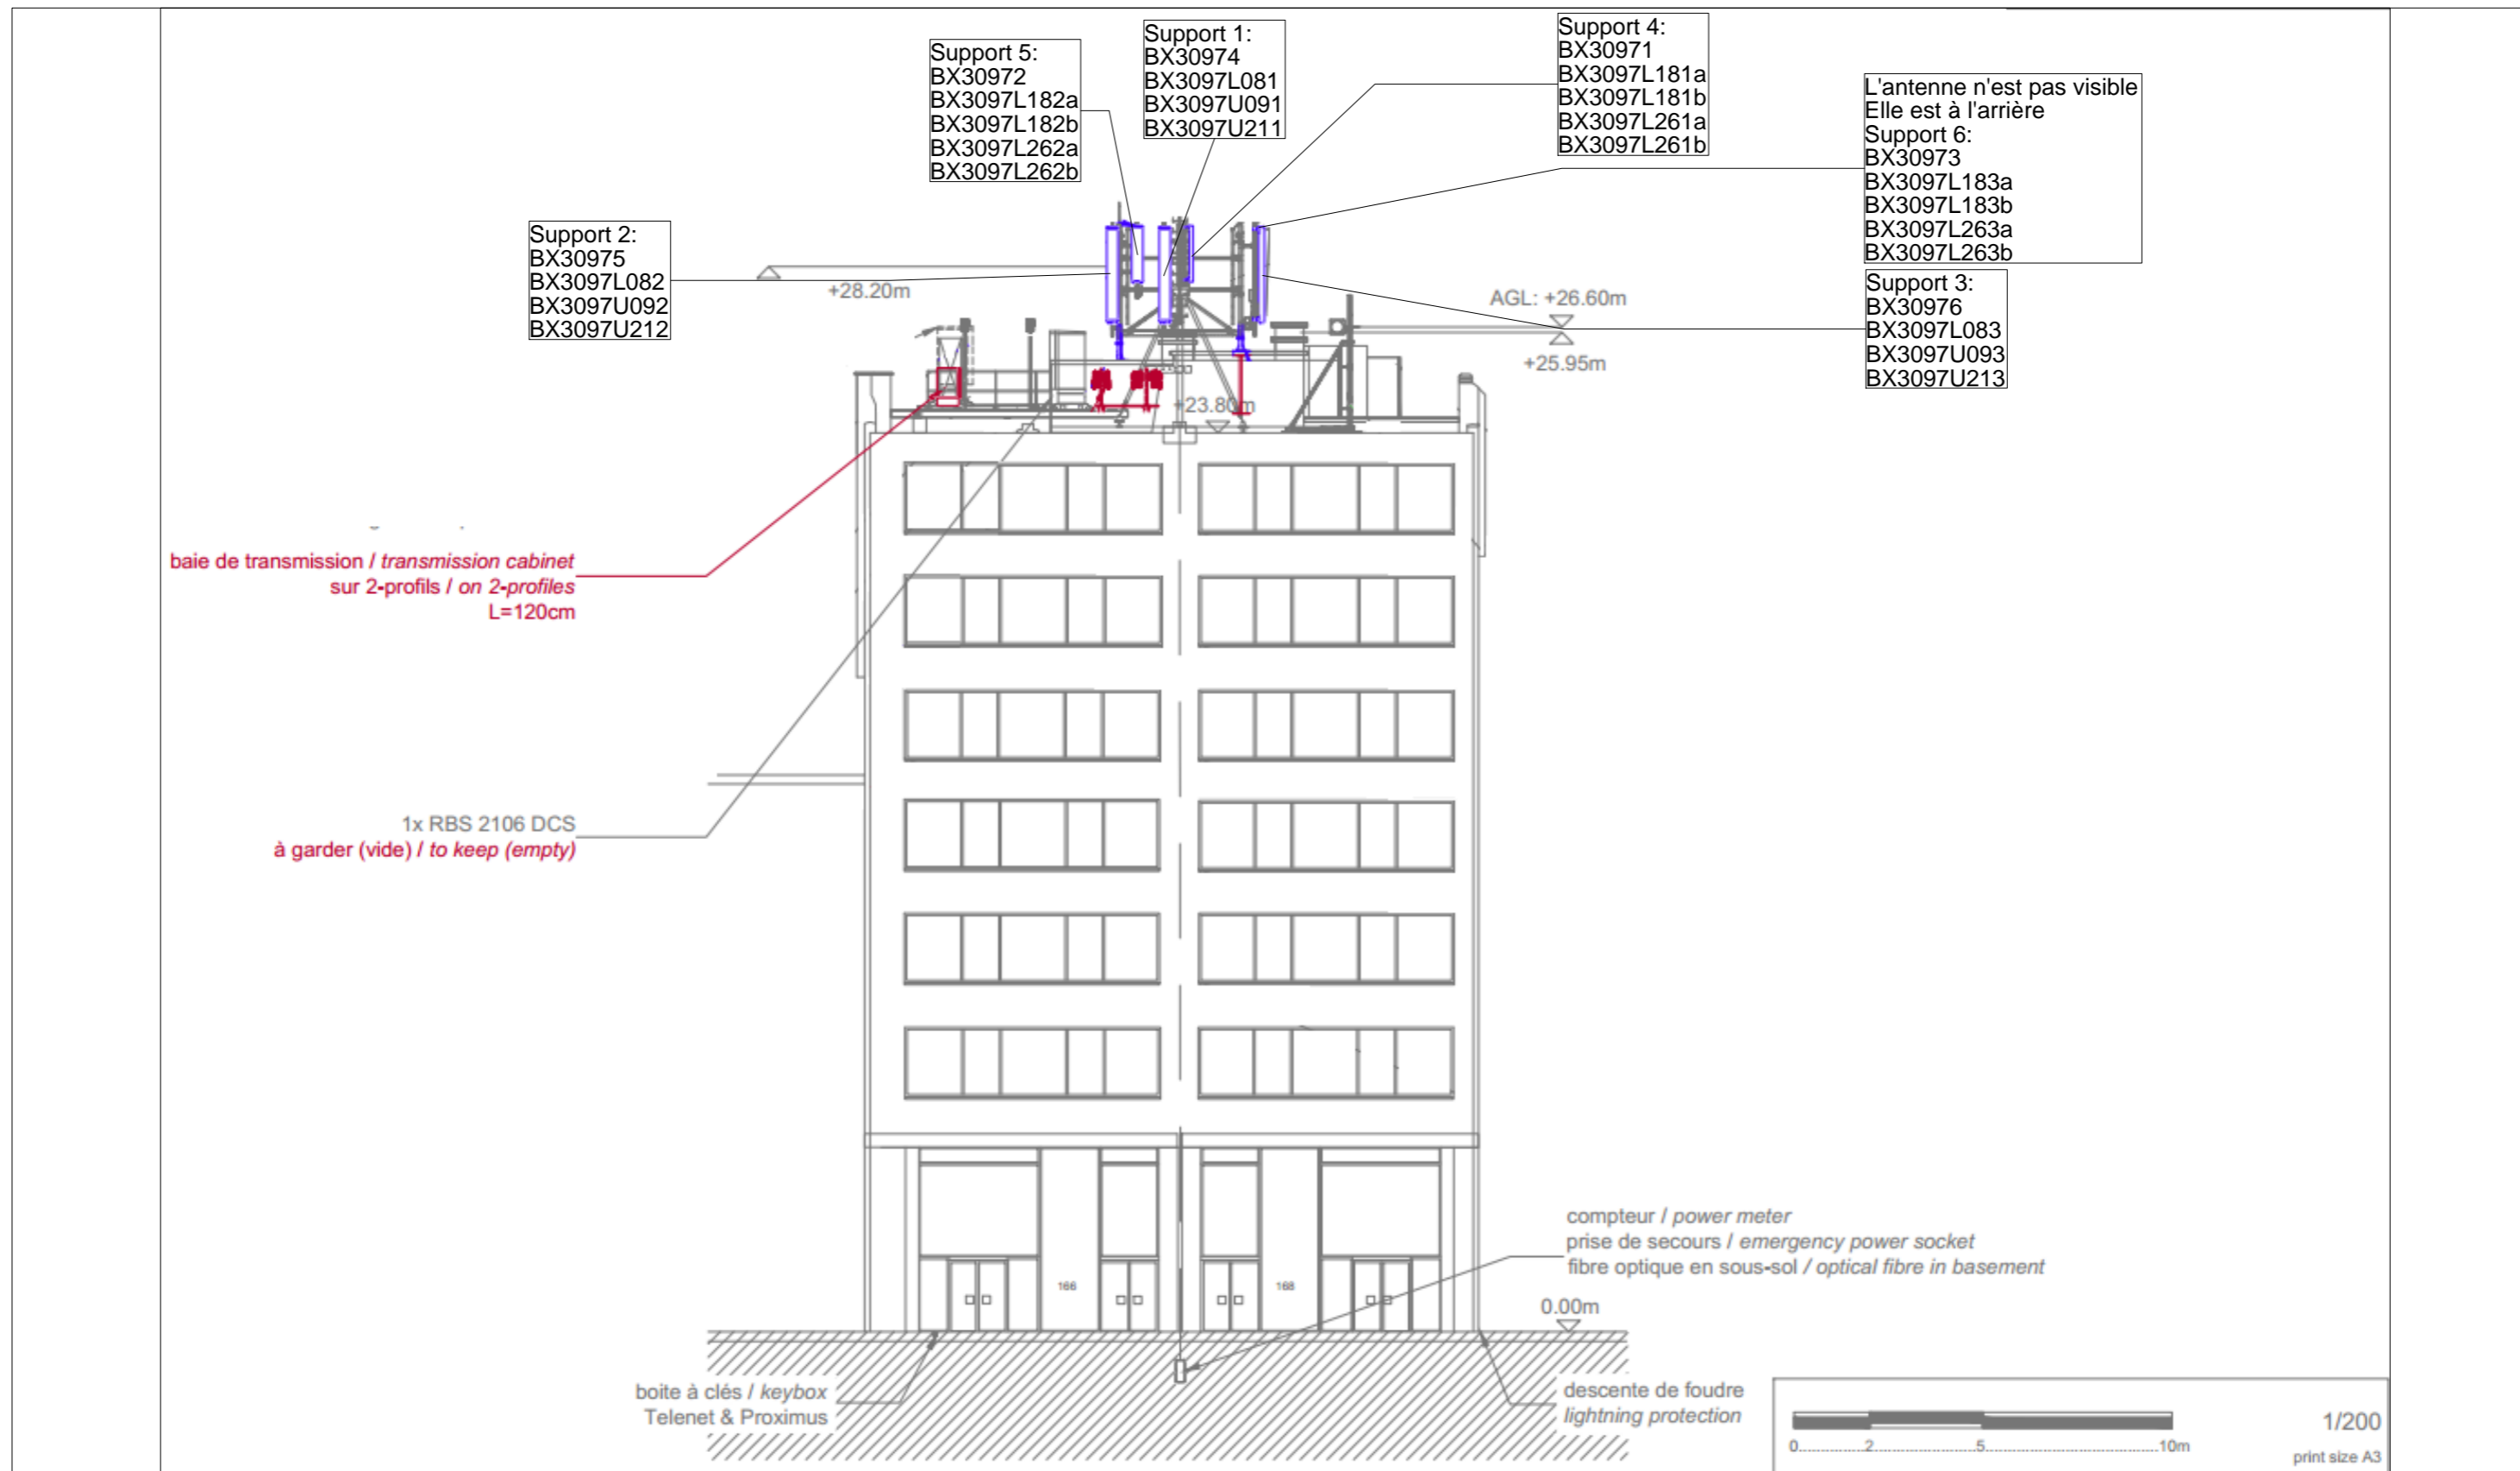 Support 5:
BX30972
BX3097L182a
BX3097L182b
BX3097L262a
BX3097L262b
Support 1:
BX30974
BX3097L081
BX3097U091
BX3097U211
Support 4:
BX30971
BX3097L181a
BX3097L181b
BX3097L261a
BX3097L261b
L'antenne n'est pas visible
Elle est à l'arrière
Support 6:
BX30973
BX3097L183a
BX3097L183b
BX3097L263a
BX3097L263b
Support 2:
BX30975
BX3097L082
BX3097U092
BX3097U212
Support 3:
BX30976
BX3097L083
BX3097U093
BX3097U213
+28.20m
AGL: +26.60m
+25.95m
+23.80m
baie de transmission / transmission cabinet
sur 2-profils / on 2-profiles
L=120cm
1x RBS 2106 DCS
à garder (vide) / to keep (empty)
compteur / power meter
prise de secours / emergency power socket
fibre optique en sous-sol / optical fibre in basement
166
168
0.00m
boite à clés / keybox
Telenet & Proximus
descente de foudre
lightning protection
0 2 5 10m
1/200
print size A3